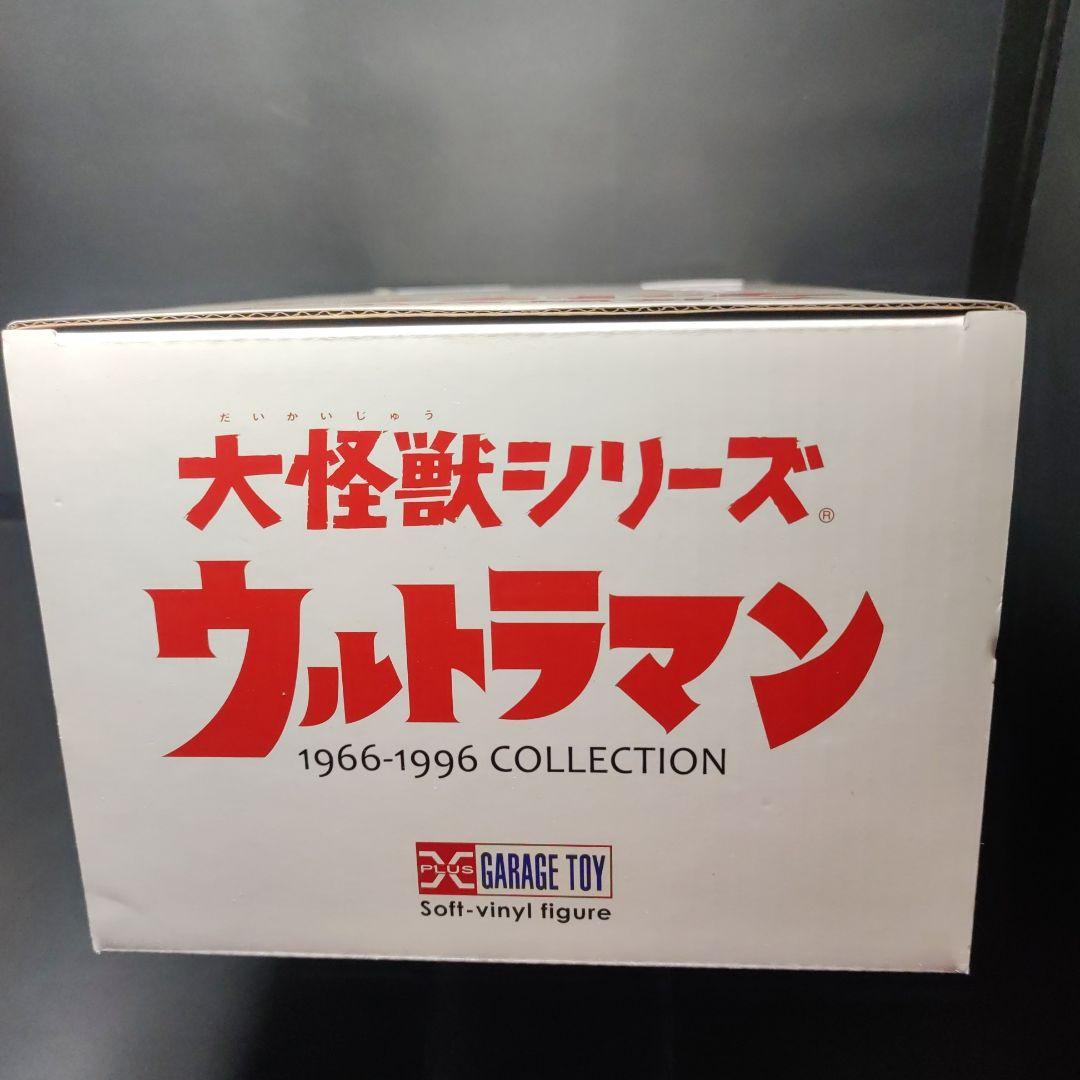 だいかいじゅう
大怪獣シリーズ®
ウルトラマン
1966-1996 COLLECTION
X PLUS GARAGE TOY
Soft-vinyl figure